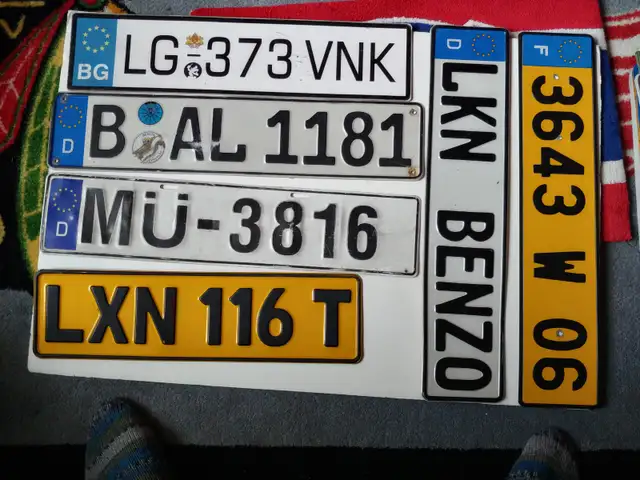 BG LG 373 VNK
D B AL 1181
D MÜ-3816
LXN 116 T
D LKN BENZO
F 3643 W 06